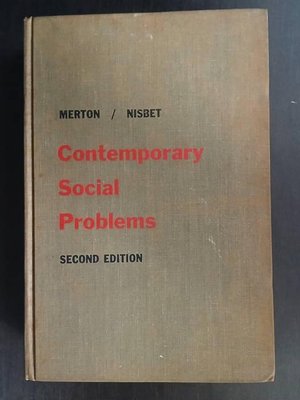 MERTON / NISBET
Contemporary
Social
Problems
SECOND EDITION